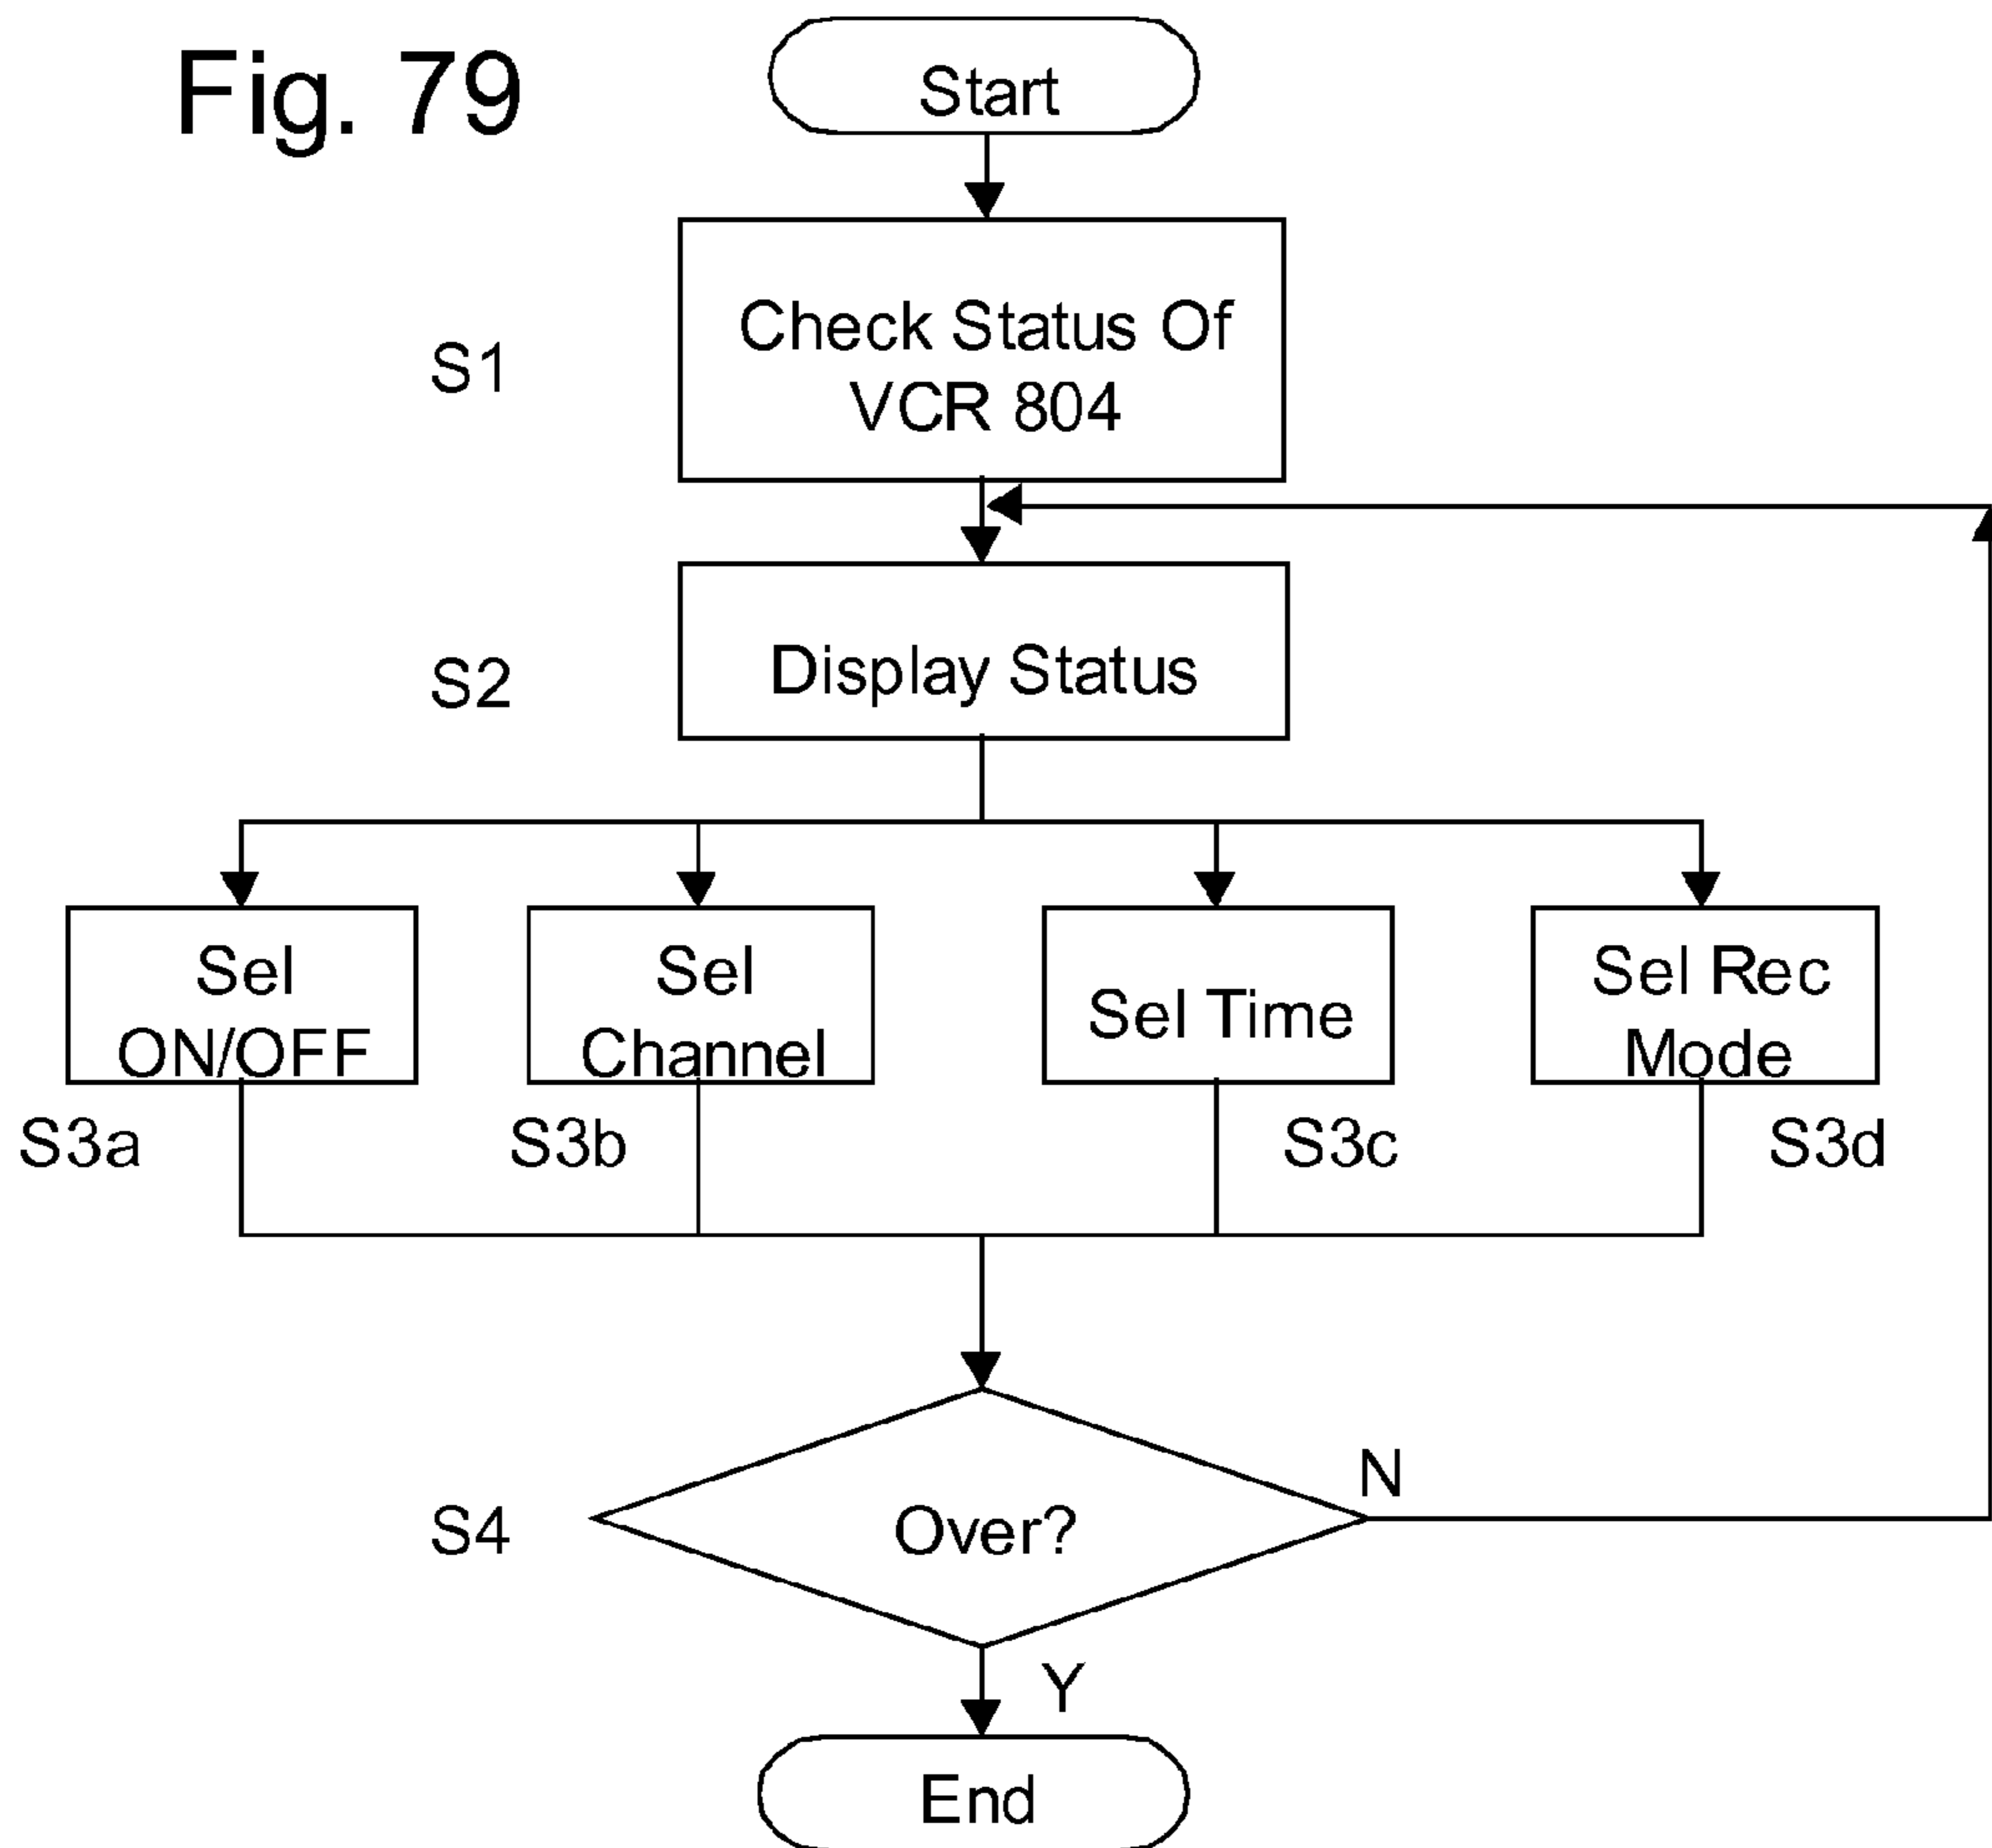 Fig. 79
Start
S1
Check Status Of
VCR 804
S2
Display Status
Sel
ON/OFF
Sel
Channel
Sel Time
Sel Rec
Mode
S3a
S3b
S3c
S3d
S4
Over?
N
Y
End